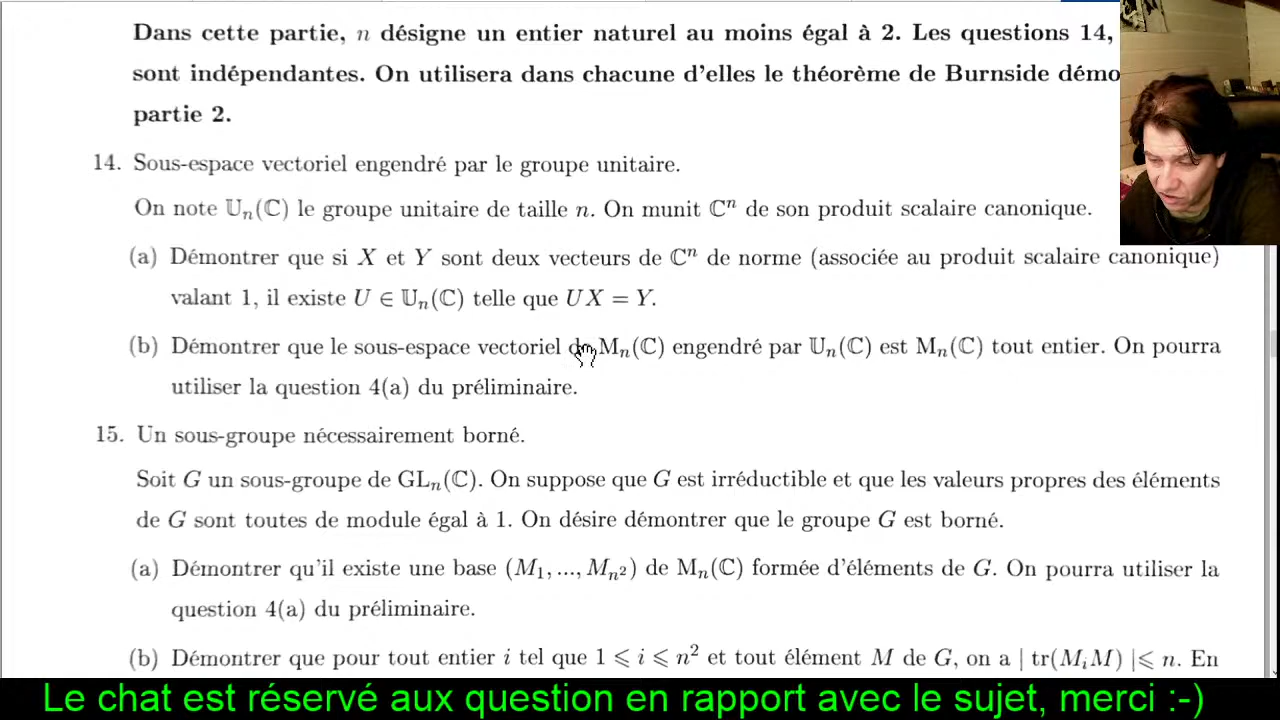 Dans cette partie, n désigne un entier naturel au moins égal à 2. Les questions 14,
sont indépendantes. On utilisera dans chacune d'elles le théorème de Burnside
partie 2.
14. Sous-espace vectoriel engendré par le groupe unitaire.
On note 𝕌ₙ(ℂ) le groupe unitaire de taille n. On munit ℂⁿ de son produit scalaire canonique.
(a) Démontrer que si X et Y sont deux vecteurs de ℂⁿ de norme (associée au produit scalaire canonique)
valant 1, il existe U ∈ 𝕌ₙ(ℂ) telle que UX = Y.
(b) Démontrer que le sous-espace vectoriel Mₙ(ℂ) engendré par 𝕌ₙ(ℂ) est Mₙ(ℂ) tout entier. On pourra
utiliser la question 4(a) du préliminaire.
15. Un sous-groupe nécessairement borné.
Soit G un sous-groupe de GLₙ(ℂ). On suppose que G est irréductible et que les valeurs propres des éléments
de G sont toutes de module égal à 1. On désire démontrer que le groupe G est borné.
(a) Démontrer qu'il existe une base (M₁, ..., Mₙ²) de Mₙ(ℂ) formée d'éléments de G. On pourra utiliser la
question 4(a) du préliminaire.
(b) Démontrer que pour tout entier i tel que 1 ⩽ i ⩽ n² et tout élément M de G, on a | tr(MᵢM) |⩽ n. En
Le chat est réservé aux question en rapport avec le sujet, merci :-)